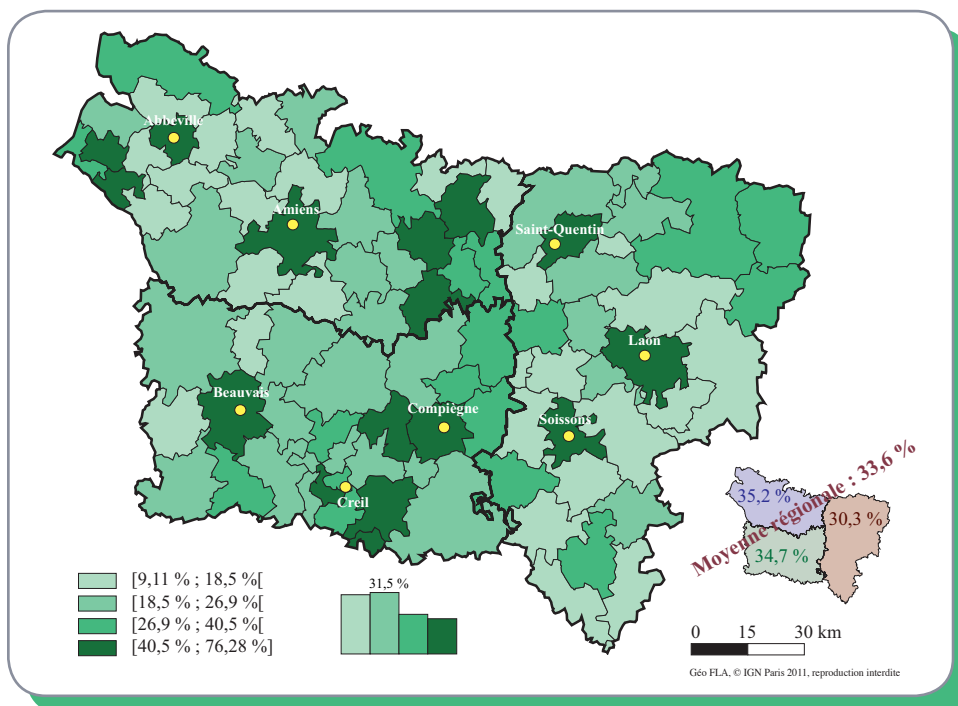 Abbeville
Amiens
Saint-Quentin
Laon
Beauvais
Compiègne
Soissons
Creil
Moyenne régionale : 33,6 %
35,2 %
30,3 %
34,7 %
[9,11 % ; 18,5 %[
[18,5 % ; 26,9 %[
[26,9 % ; 40,5 %[
[40,5 % ; 76,28 %]
31,5 %
0 15 30 km
Géo FLA, © IGN Paris 2011, reproduction interdite